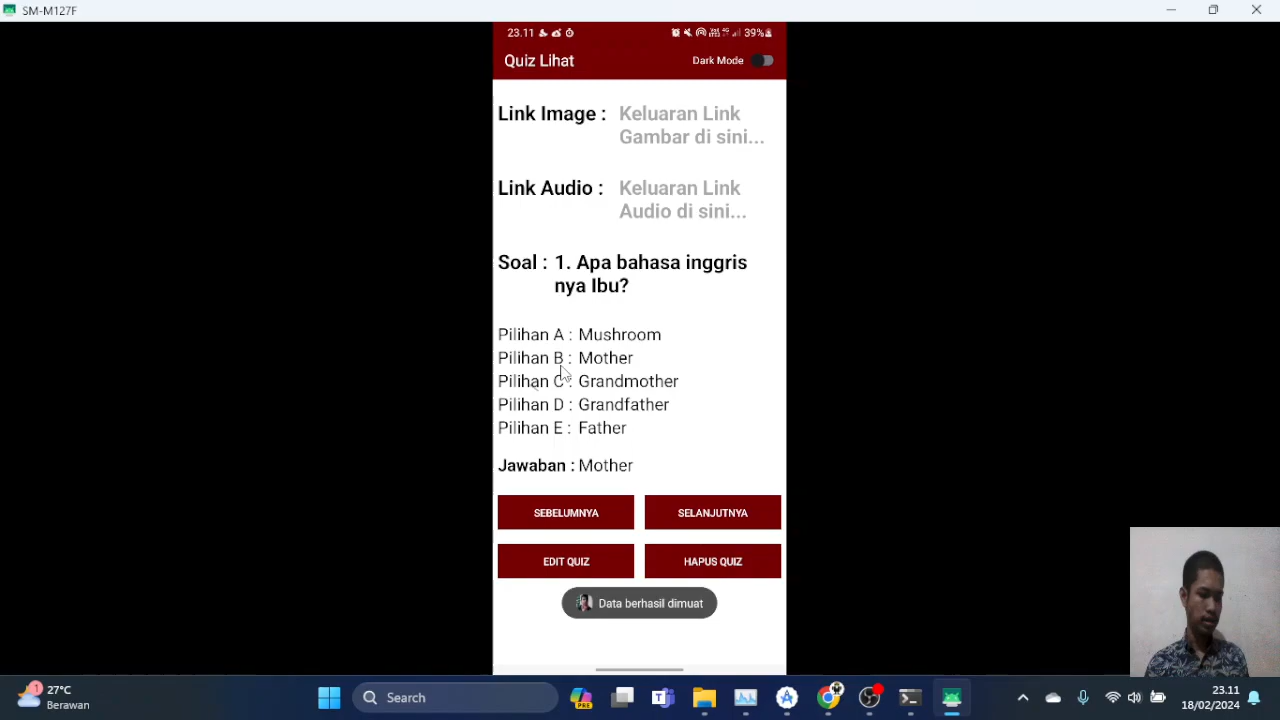 SM-M127F
23.11
39%
Quiz Lihat
Dark Mode
Link Image :
Keluaran Link
Gambar di sini...
Link Audio :
Keluaran Link
Audio di sini...
Soal : 1. Apa bahasa inggris
nya Ibu?
Pilihan A : Mushroom
Pilihan B : Mother
Pilihan C : Grandmother
Pilihan D : Grandfather
Pilihan E : Father
Jawaban : Mother
SEBELUMNYA
SELANJUTNYA
EDIT QUIZ
HAPUS QUIZ
Data berhasil dimuat
1
27°C
Berawan
Search
PRE
23.11
18/02/2024